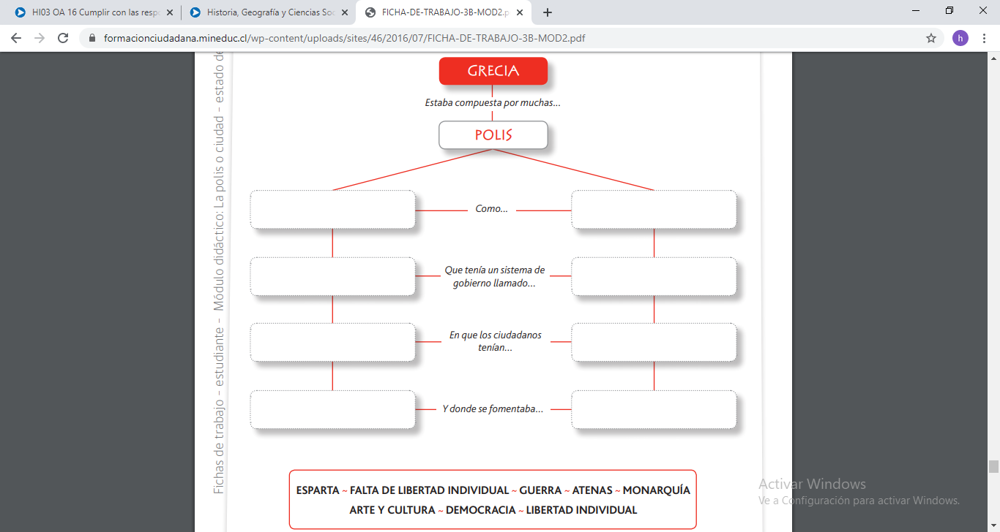 HI03 OA 16 Cumplir con las resp
Historia, Geografía y Ciencias Soc
FICHA-DE-TRABAJO-3B-MOD2.p
formacionciudadana.mineduc.cl/wp-content/uploads/sites/46/2016/07/FICHA-DE-TRABAJO-3B-MOD2.pdf
h
Fichas de trabajo – estudiante – Módulo didáctico: La polis o ciudad – estado de
GRECIA
Estaba compuesta por muchas...
POLIS
Como...
Que tenía un sistema de
gobierno llamado...
En que los ciudadanos
tenían...
Y donde se fomentaba...
ESPARTA ~ FALTA DE LIBERTAD INDIVIDUAL ~ GUERRA ~ ATENAS ~ MONARQUÍA
ARTE Y CULTURA ~ DEMOCRACIA ~ LIBERTAD INDIVIDUAL
Activar Windows
Ve a Configuración para activar Windows.